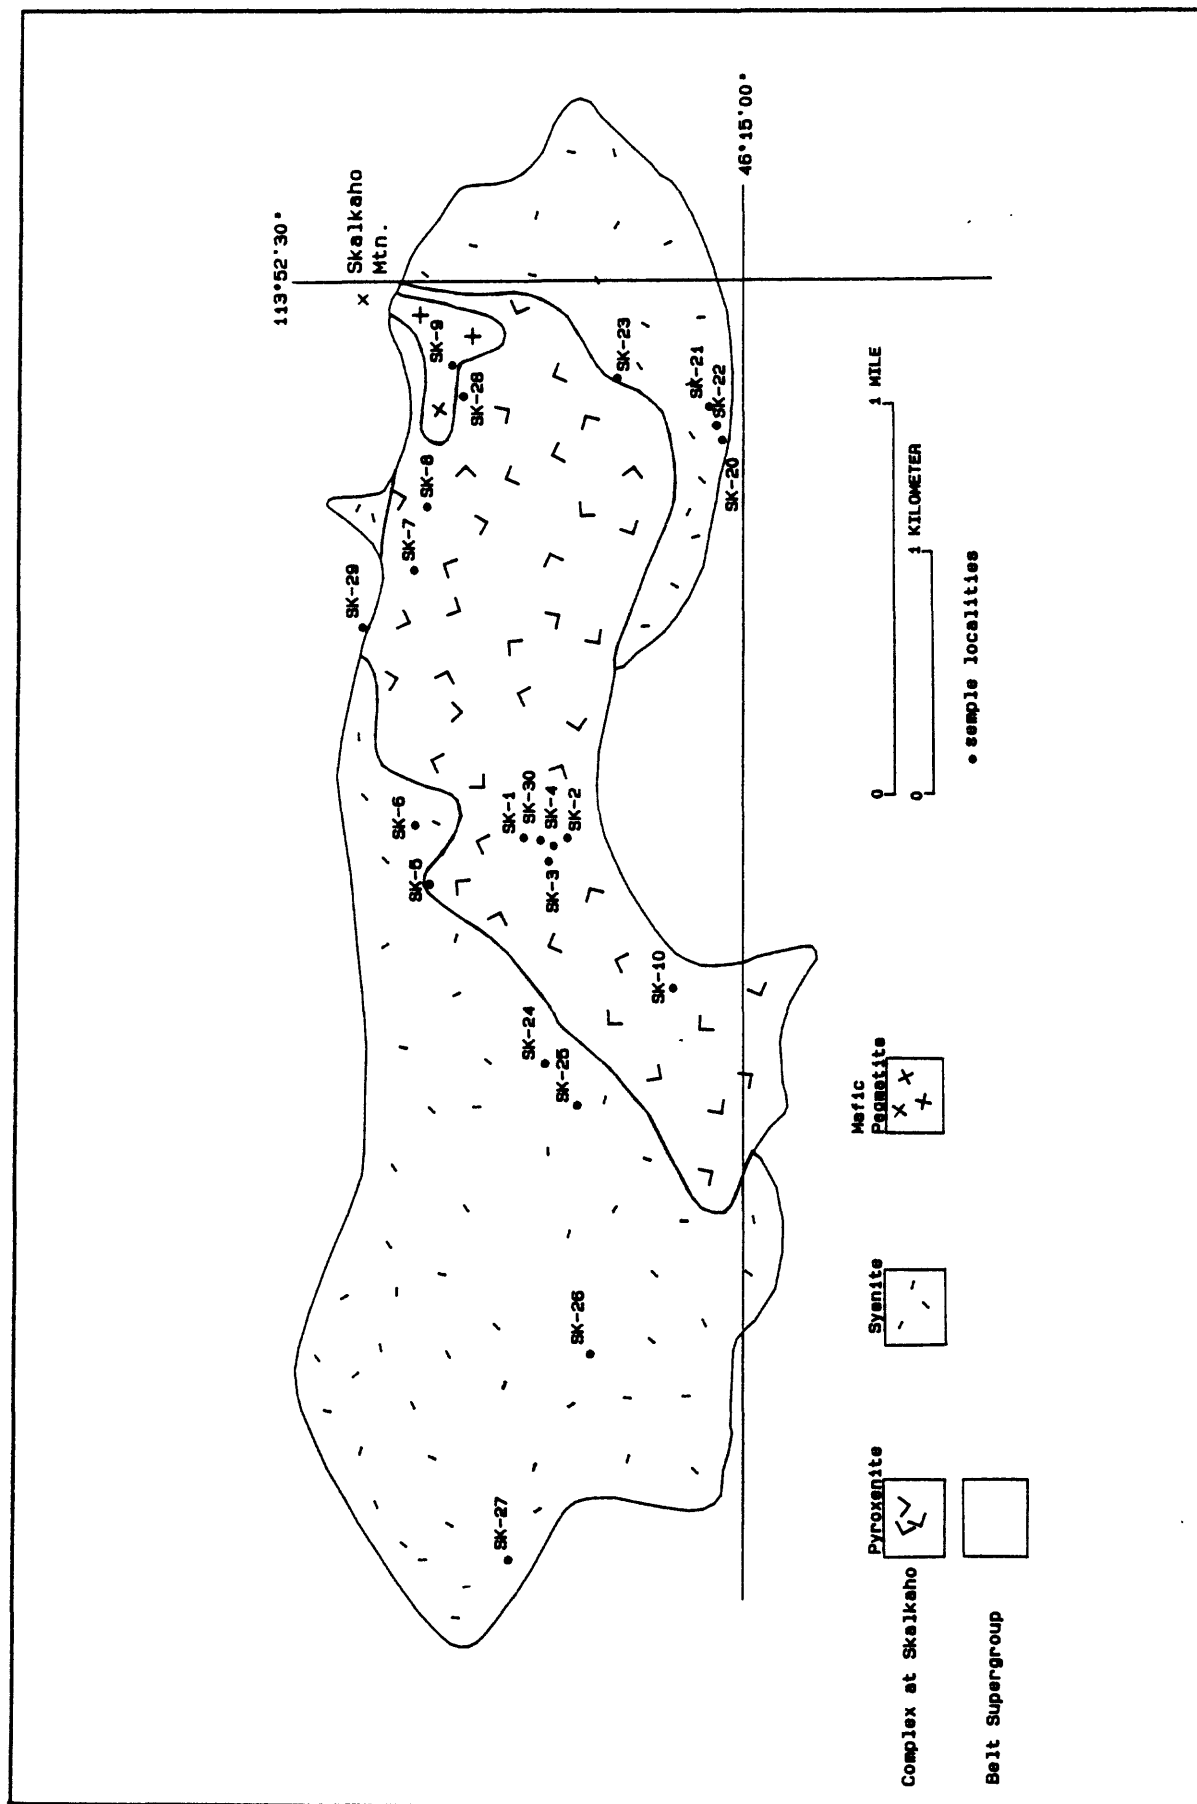 113°52'30"
x Skalkaho
Mtn.
46°15'00"
SK-9
SK-28
SK-8
SK-7
SK-29
SK-23
SK-21
SK-22
SK-20
SK-6
SK-5
SK-1
SK-30
SK-4
SK-2
SK-3
SK-10
SK-24
SK-25
SK-26
SK-27
0 1 MILE
0 1 KILOMETER
• sample localities
Pyroxenite
Syenite
Mafic
Pegmatite
Complex at Skalkaho
Belt Supergroup